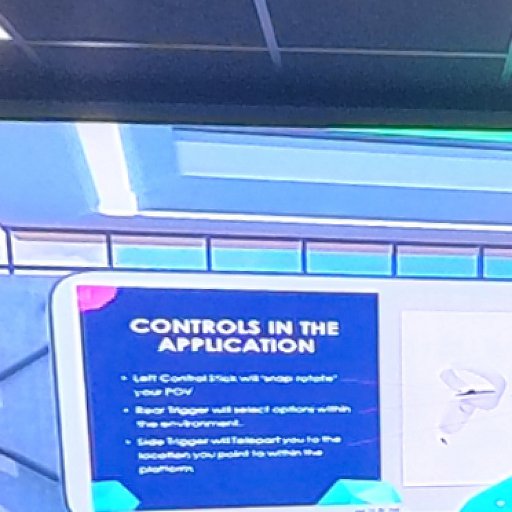 CONTROLS IN THE
APPLICATION
• Left Control Stick will "snap rotate"
your POV
• Rear Trigger will select options within
the environment.
• Side Trigger will Teleport you to the
location you point to within the
platform.